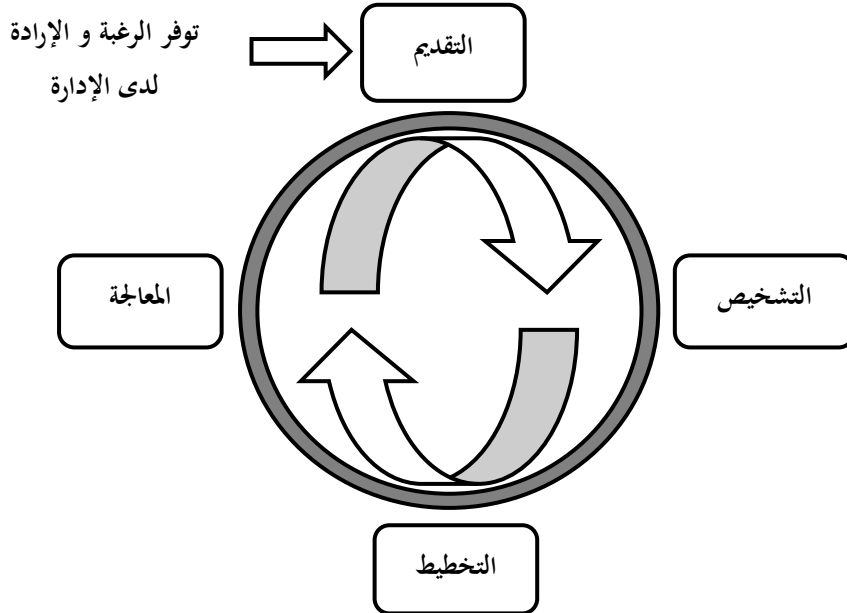 توفر الرغبة و الإرادة
لدى الإدارة
التقديم
المعالجة
التشخيص
التخطيط